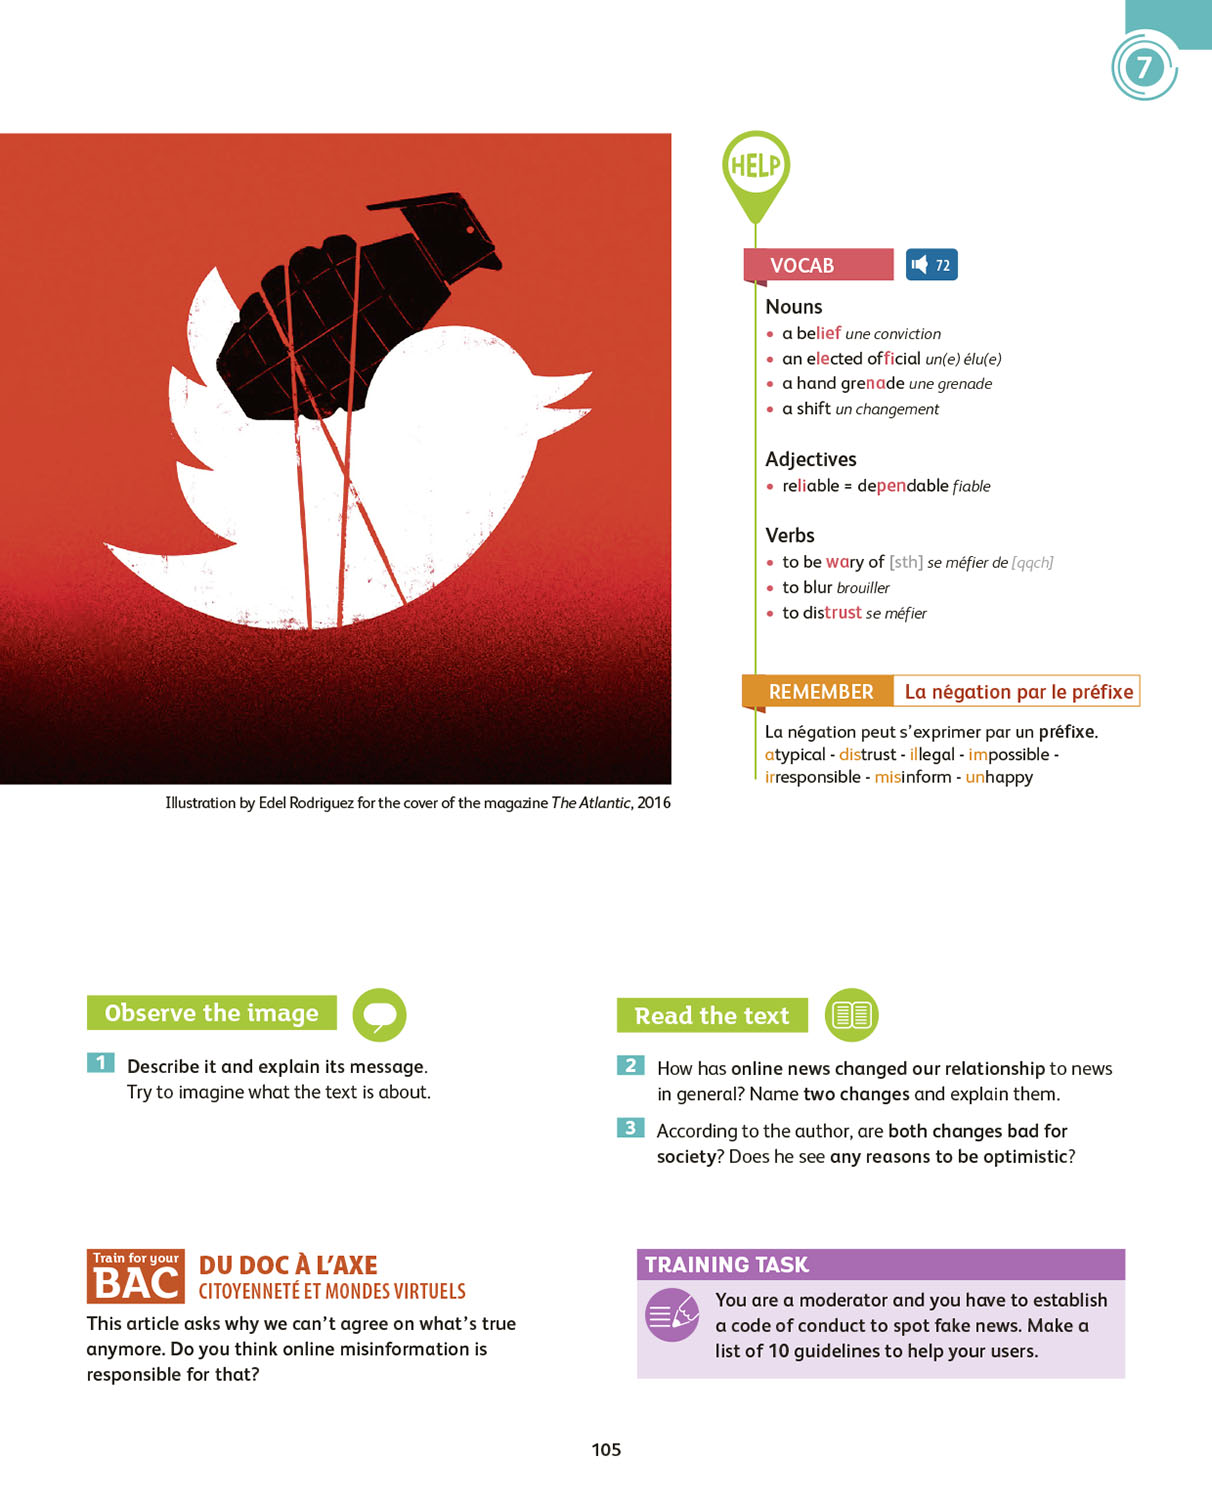 7
HELP
VOCAB
72
Nouns
• a belief une conviction
• an elected official un(e) élu(e)
• a hand grenade une grenade
• a shift un changement
Adjectives
• reliable = dependable fiable
Verbs
• to be wary of [sth] se méfier de [qqch]
• to blur brouiller
• to distrust se méfier
REMEMBER La négation par le préfixe
La négation peut s’exprimer par un préfixe.
atypical - distrust - illegal - impossible -
irresponsible - misinform - unhappy
Illustration by Edel Rodriguez for the cover of the magazine The Atlantic, 2016
Observe the image
1 Describe it and explain its message.
Try to imagine what the text is about.
Read the text
2 How has online news changed our relationship to news
in general? Name two changes and explain them.
3 According to the author, are both changes bad for
society? Does he see any reasons to be optimistic?
Train for your
BAC
DU DOC À L’AXE
CITOYENNETÉ ET MONDES VIRTUELS
This article asks why we can’t agree on what’s true
anymore. Do you think online misinformation is
responsible for that?
TRAINING TASK
You are a moderator and you have to establish
a code of conduct to spot fake news. Make a
list of 10 guidelines to help your users.
105